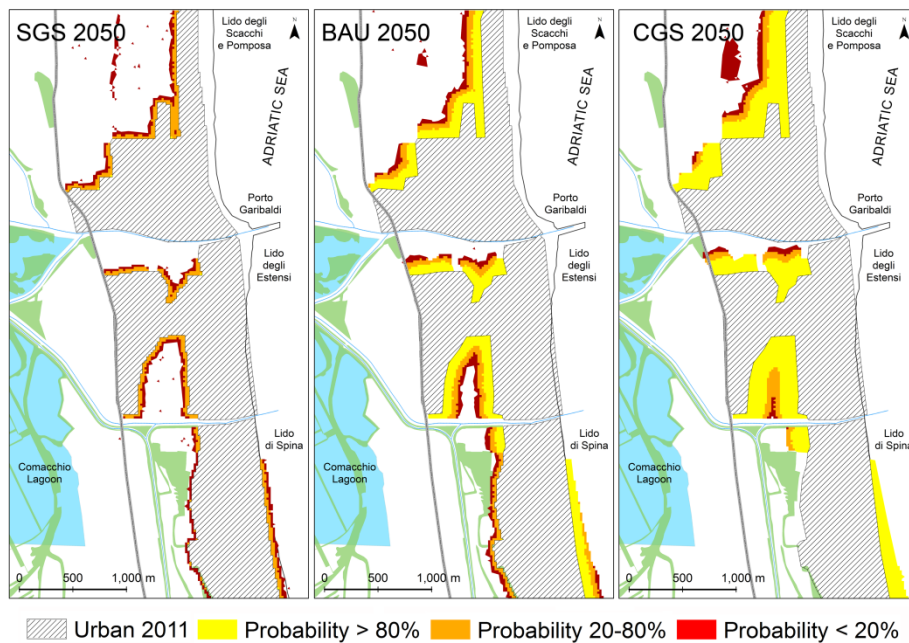 SGS 2050
Lido degli
Scacchi
e Pomposa
N
ADRIATIC SEA
Porto
Garibaldi
Lido
degli
Estensi
Lido
di Spina
Comacchio
Lagoon
0 500 1,000 m
BAU 2050
Lido degli
Scacchi
e Pomposa
N
ADRIATIC SEA
Porto
Garibaldi
Lido
degli
Estensi
Lido
di Spina
Comacchio
Lagoon
0 500 1,000 m
CGS 2050
Lido degli
Scacchi
e Pomposa
N
ADRIATIC SEA
Porto
Garibaldi
Lido
degli
Estensi
Lido
di Spina
Comacchio
Lagoon
0 500 1,000 m
Urban 2011 Probability > 80% Probability 20-80% Probability < 20%